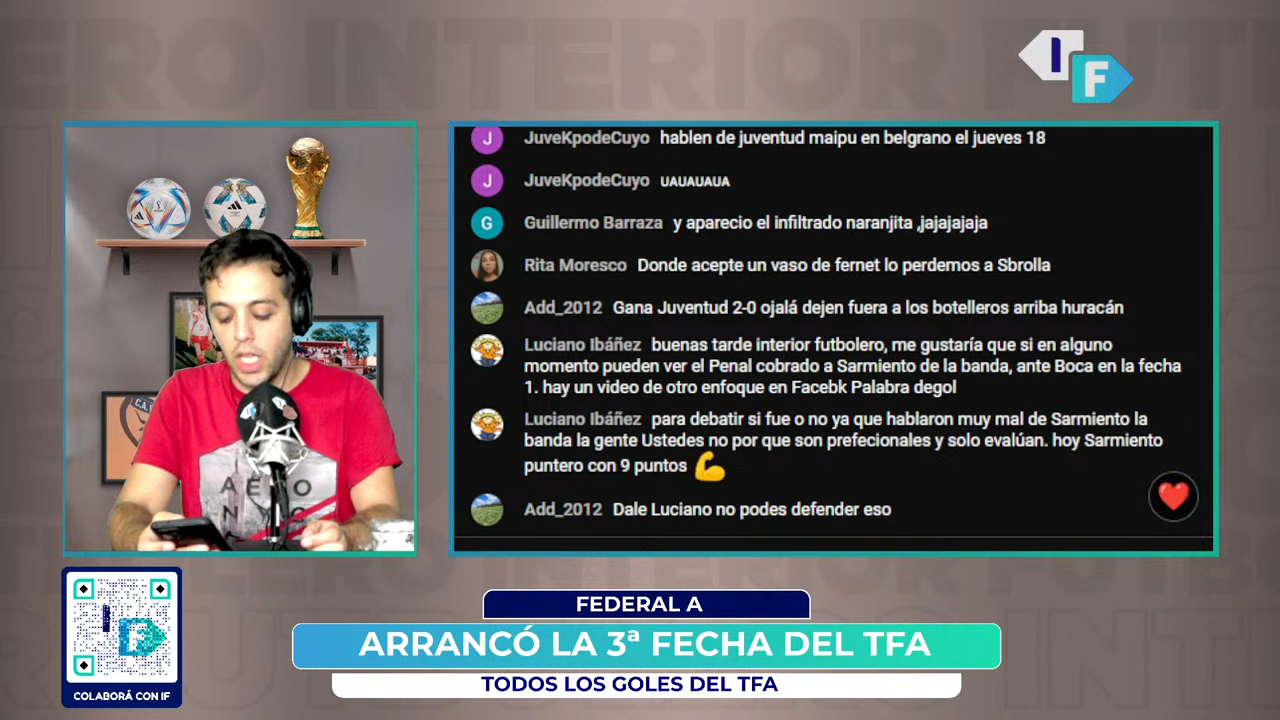 I
F
JuveKpodeCuyo hablen de juventud maipu en belgrano el jueves 18
J
JuveKpodeCuyo UAUAUAUA
J
Guillermo Barraza y aparecio el infiltrado naranjita ,jajajajaja
G
Rita Moresco Donde acepte un vaso de fernet lo perdemos a Sbrolla
Add_2012 Gana Juventud 2-0 ojalá dejen fuera a los botelleros arriba huracán
Luciano Ibáñez buenas tarde interior futbolero, me gustaría que si en alguno
momento pueden ver el Penal cobrado a Sarmiento de la banda, ante Boca en la fecha
1. hay un video de otro enfoque en Facebk Palabra degol
Luciano Ibáñez para debatir si fue o no ya que hablaron muy mal de Sarmiento la
banda la gente Ustedes no por que son prefecionales y solo evalúan. hoy Sarmiento
puntero con 9 puntos 💪
Add_2012 Dale Luciano no podes defender eso
FEDERAL A
ARRANCÓ LA 3ª FECHA DEL TFA
TODOS LOS GOLES DEL TFA
COLABORÁ CON IF